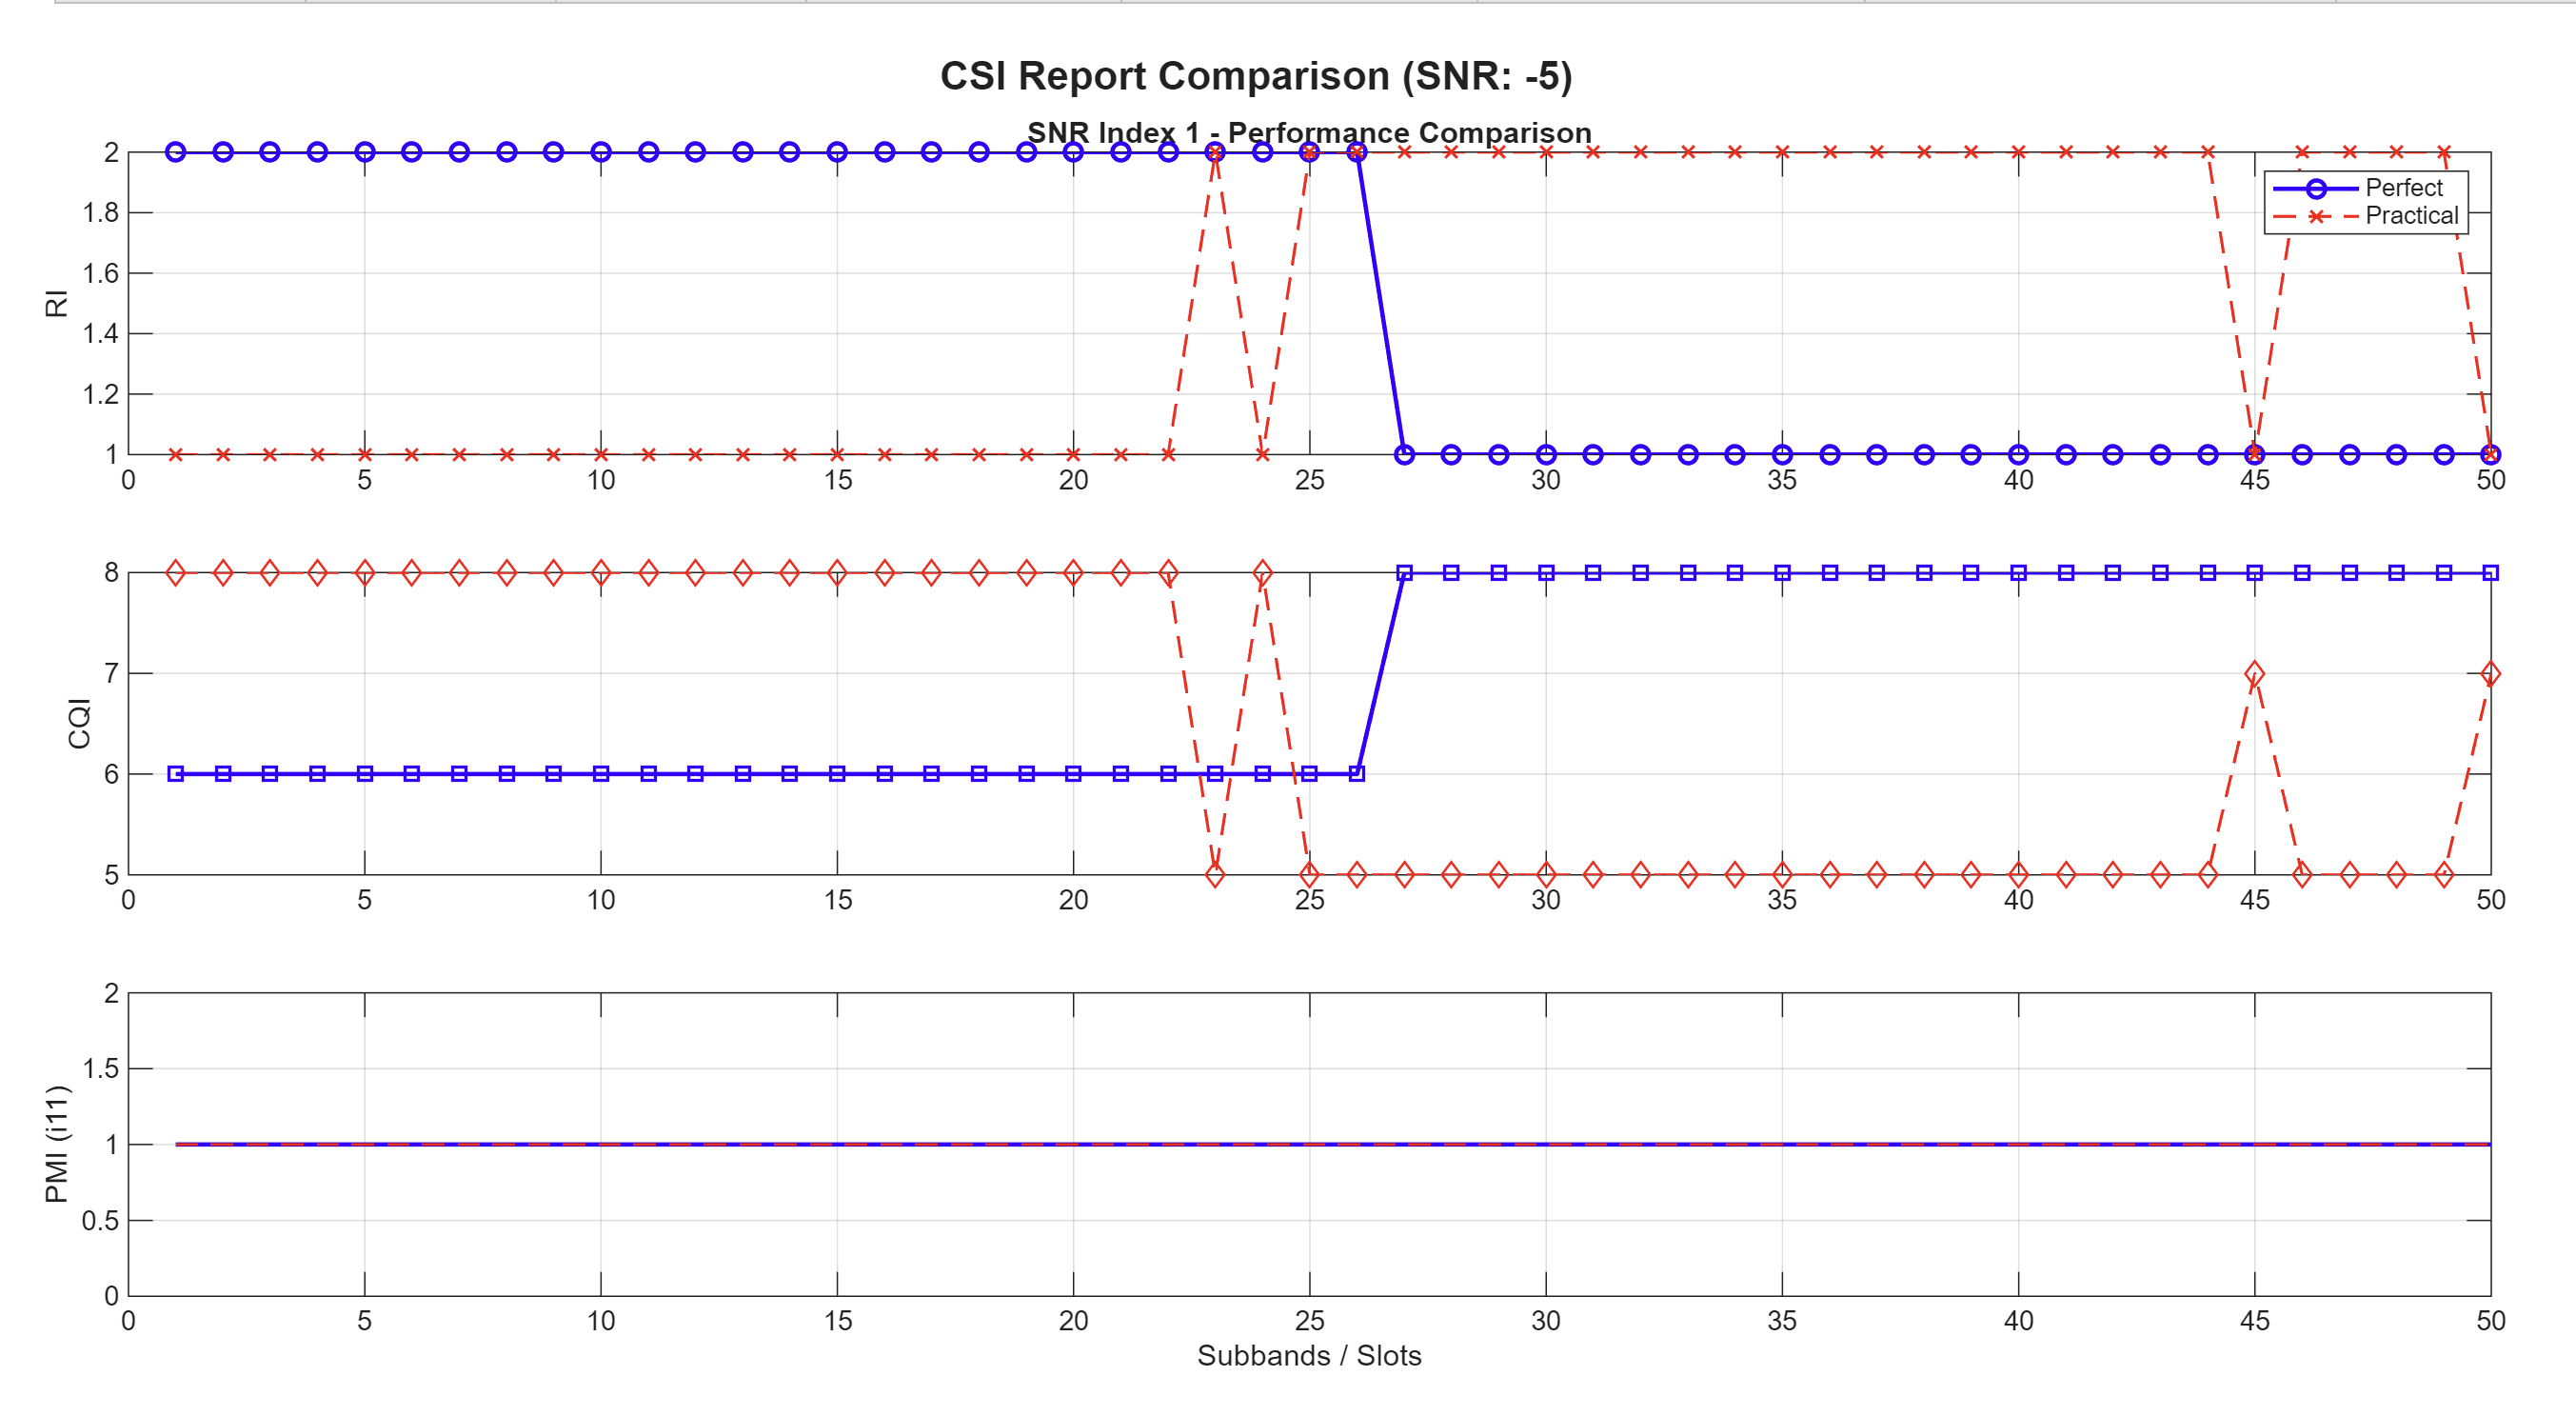 CSI Report Comparison (SNR: -5)
SNR Index 1 - Performance Comparison
2
1.8
1.6
1.4
1.2
1
RI
Perfect
Practical
0 5 10 15 20 25 30 35 40 45 50
8
7
6
5
CQI
0 5 10 15 20 25 30 35 40 45 50
2
1.5
1
0.5
0
PMI (i11)
0 5 10 15 20 25 30 35 40 45 50
Subbands / Slots